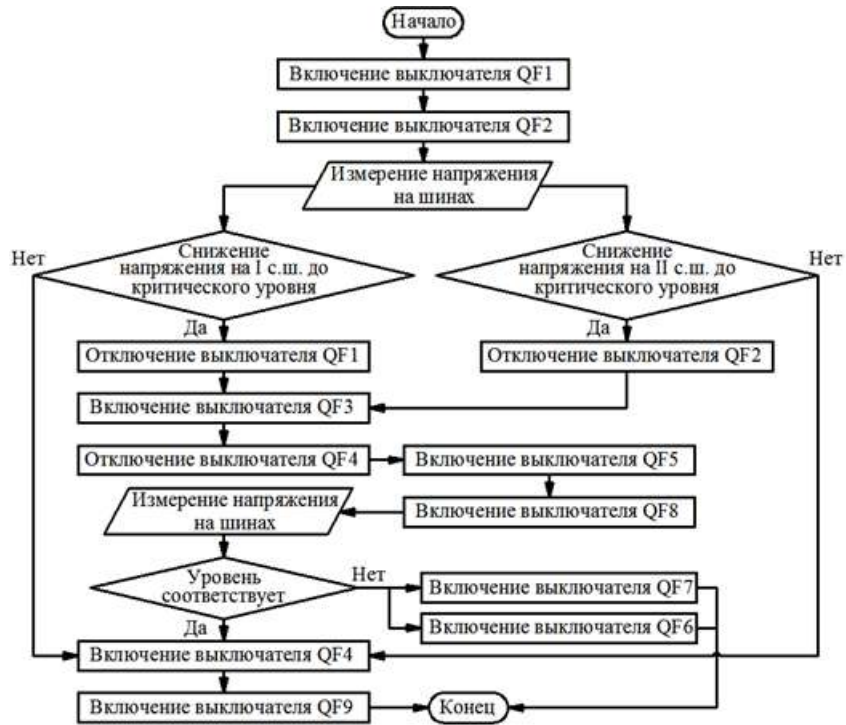 Начало
Включение выключателя QF1
Включение выключателя QF2
Измерение напряжения
на шинах
Нет
Снижение
напряжения на I с.ш. до
критического уровня
Да
Снижение
напряжения на II с.ш. до
критического уровня
Нет
Да
Отключение выключателя QF1
Отключение выключателя QF2
Включение выключателя QF3
Отключение выключателя QF4
Включение выключателя QF5
Включение выключателя QF8
Измерение напряжения
на шинах
Уровень
соответствует
Нет
Да
Включение выключателя QF7
Включение выключателя QF6
Включение выключателя QF4
Включение выключателя QF9
Конец